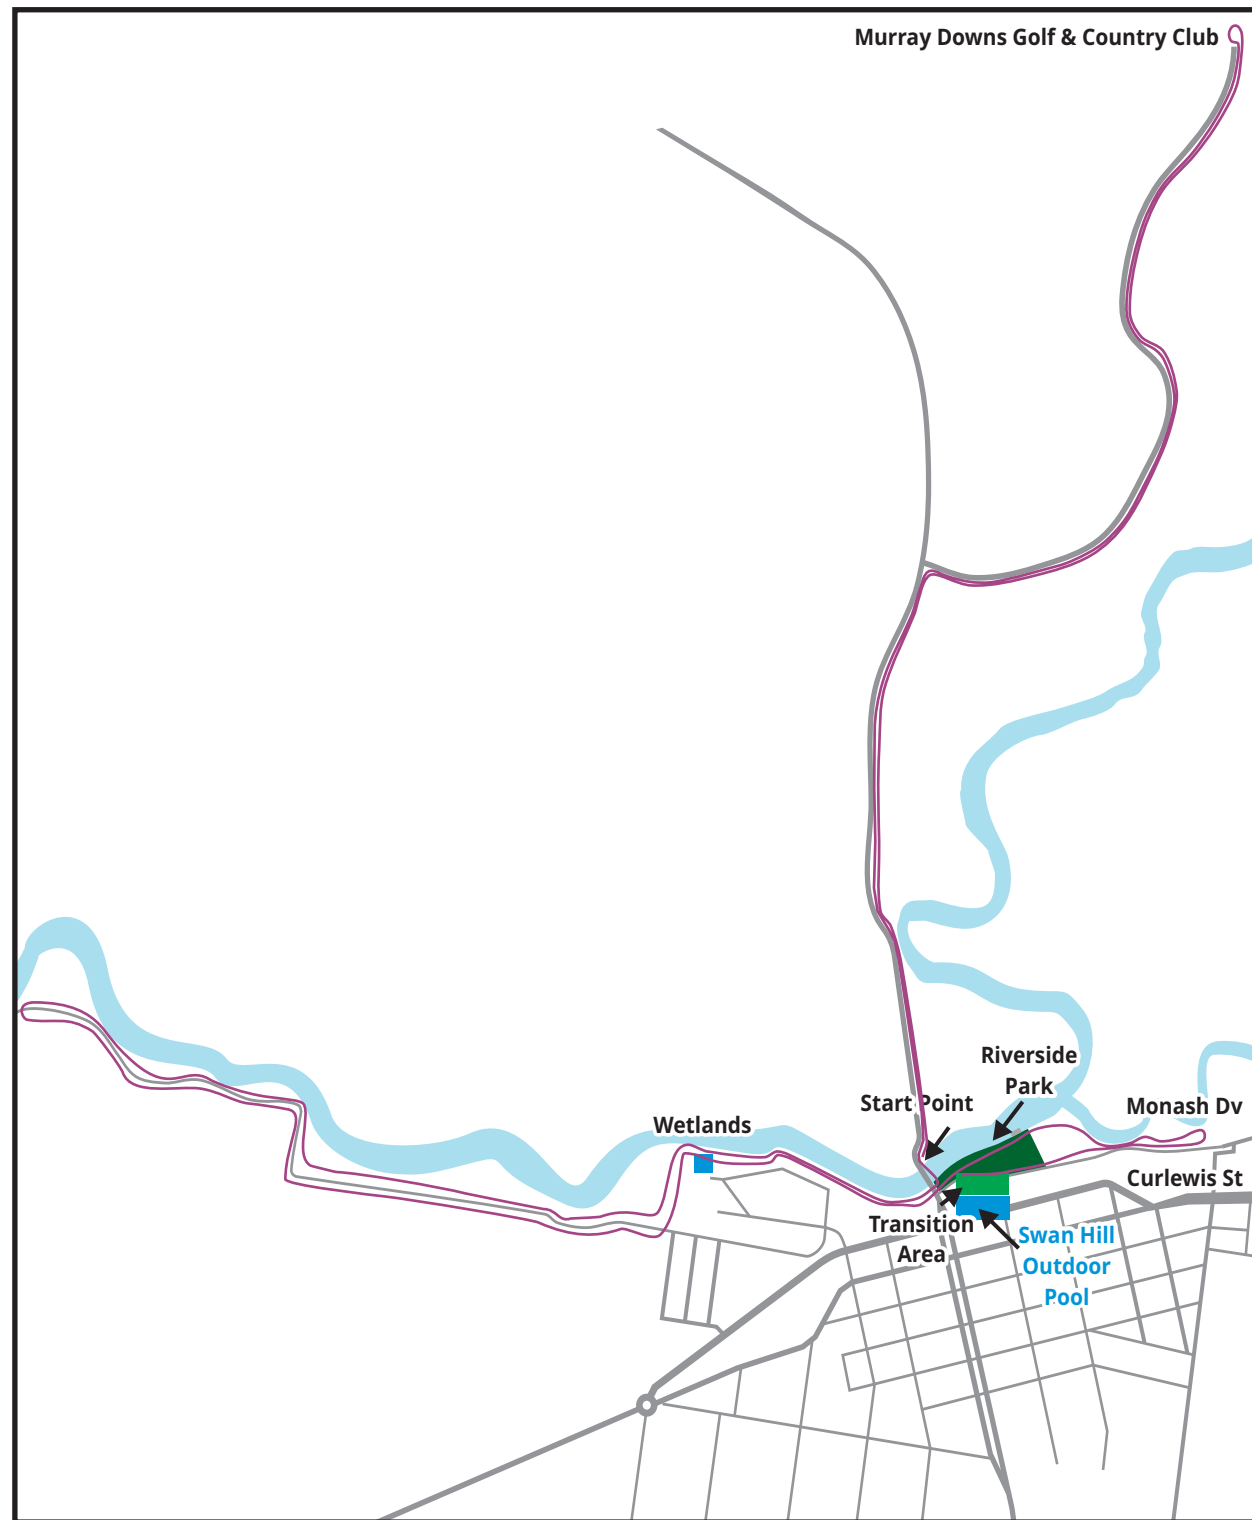 Murray Downs Golf & Country Club
Riverside
Park
Start Point
Monash Dv
Wetlands
Curlewis St
Transition
Area
Swan Hill
Outdoor
Pool